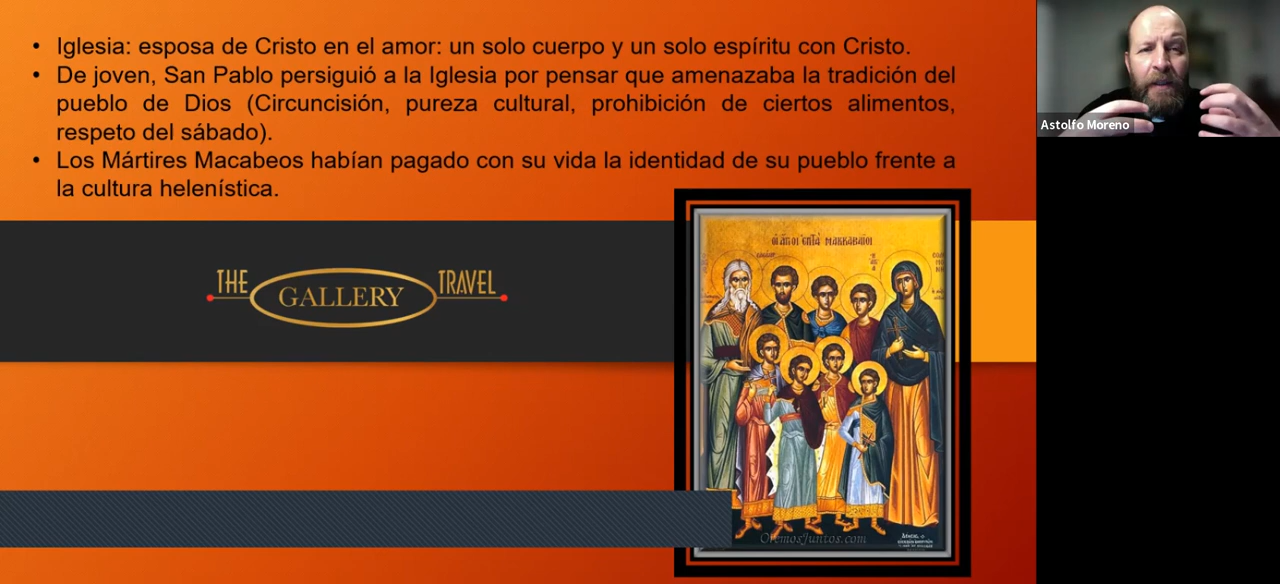 • Iglesia: esposa de Cristo en el amor: un solo cuerpo y un solo espíritu con Cristo.
• De joven, San Pablo persiguió a la Iglesia por pensar que amenazaba la tradición del
pueblo de Dios (Circuncisión, pureza cultural, prohibición de ciertos alimentos,
respeto del sábado).
• Los Mártires Macabeos habían pagado con su vida la identidad de su pueblo frente a
la cultura helenística.
Astolfo Moreno
THE GALLERY TRAVEL
ΜΑΚΚΑΒΑΙΟΙ
OremosJuntos.com